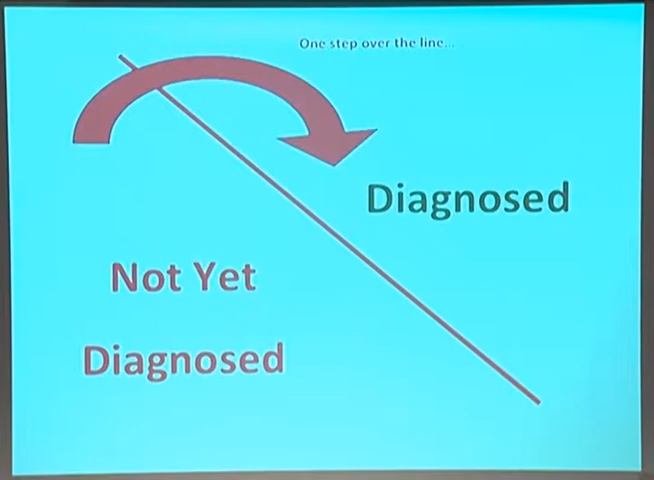 One step over the line...
Diagnosed
Not Yet
Diagnosed